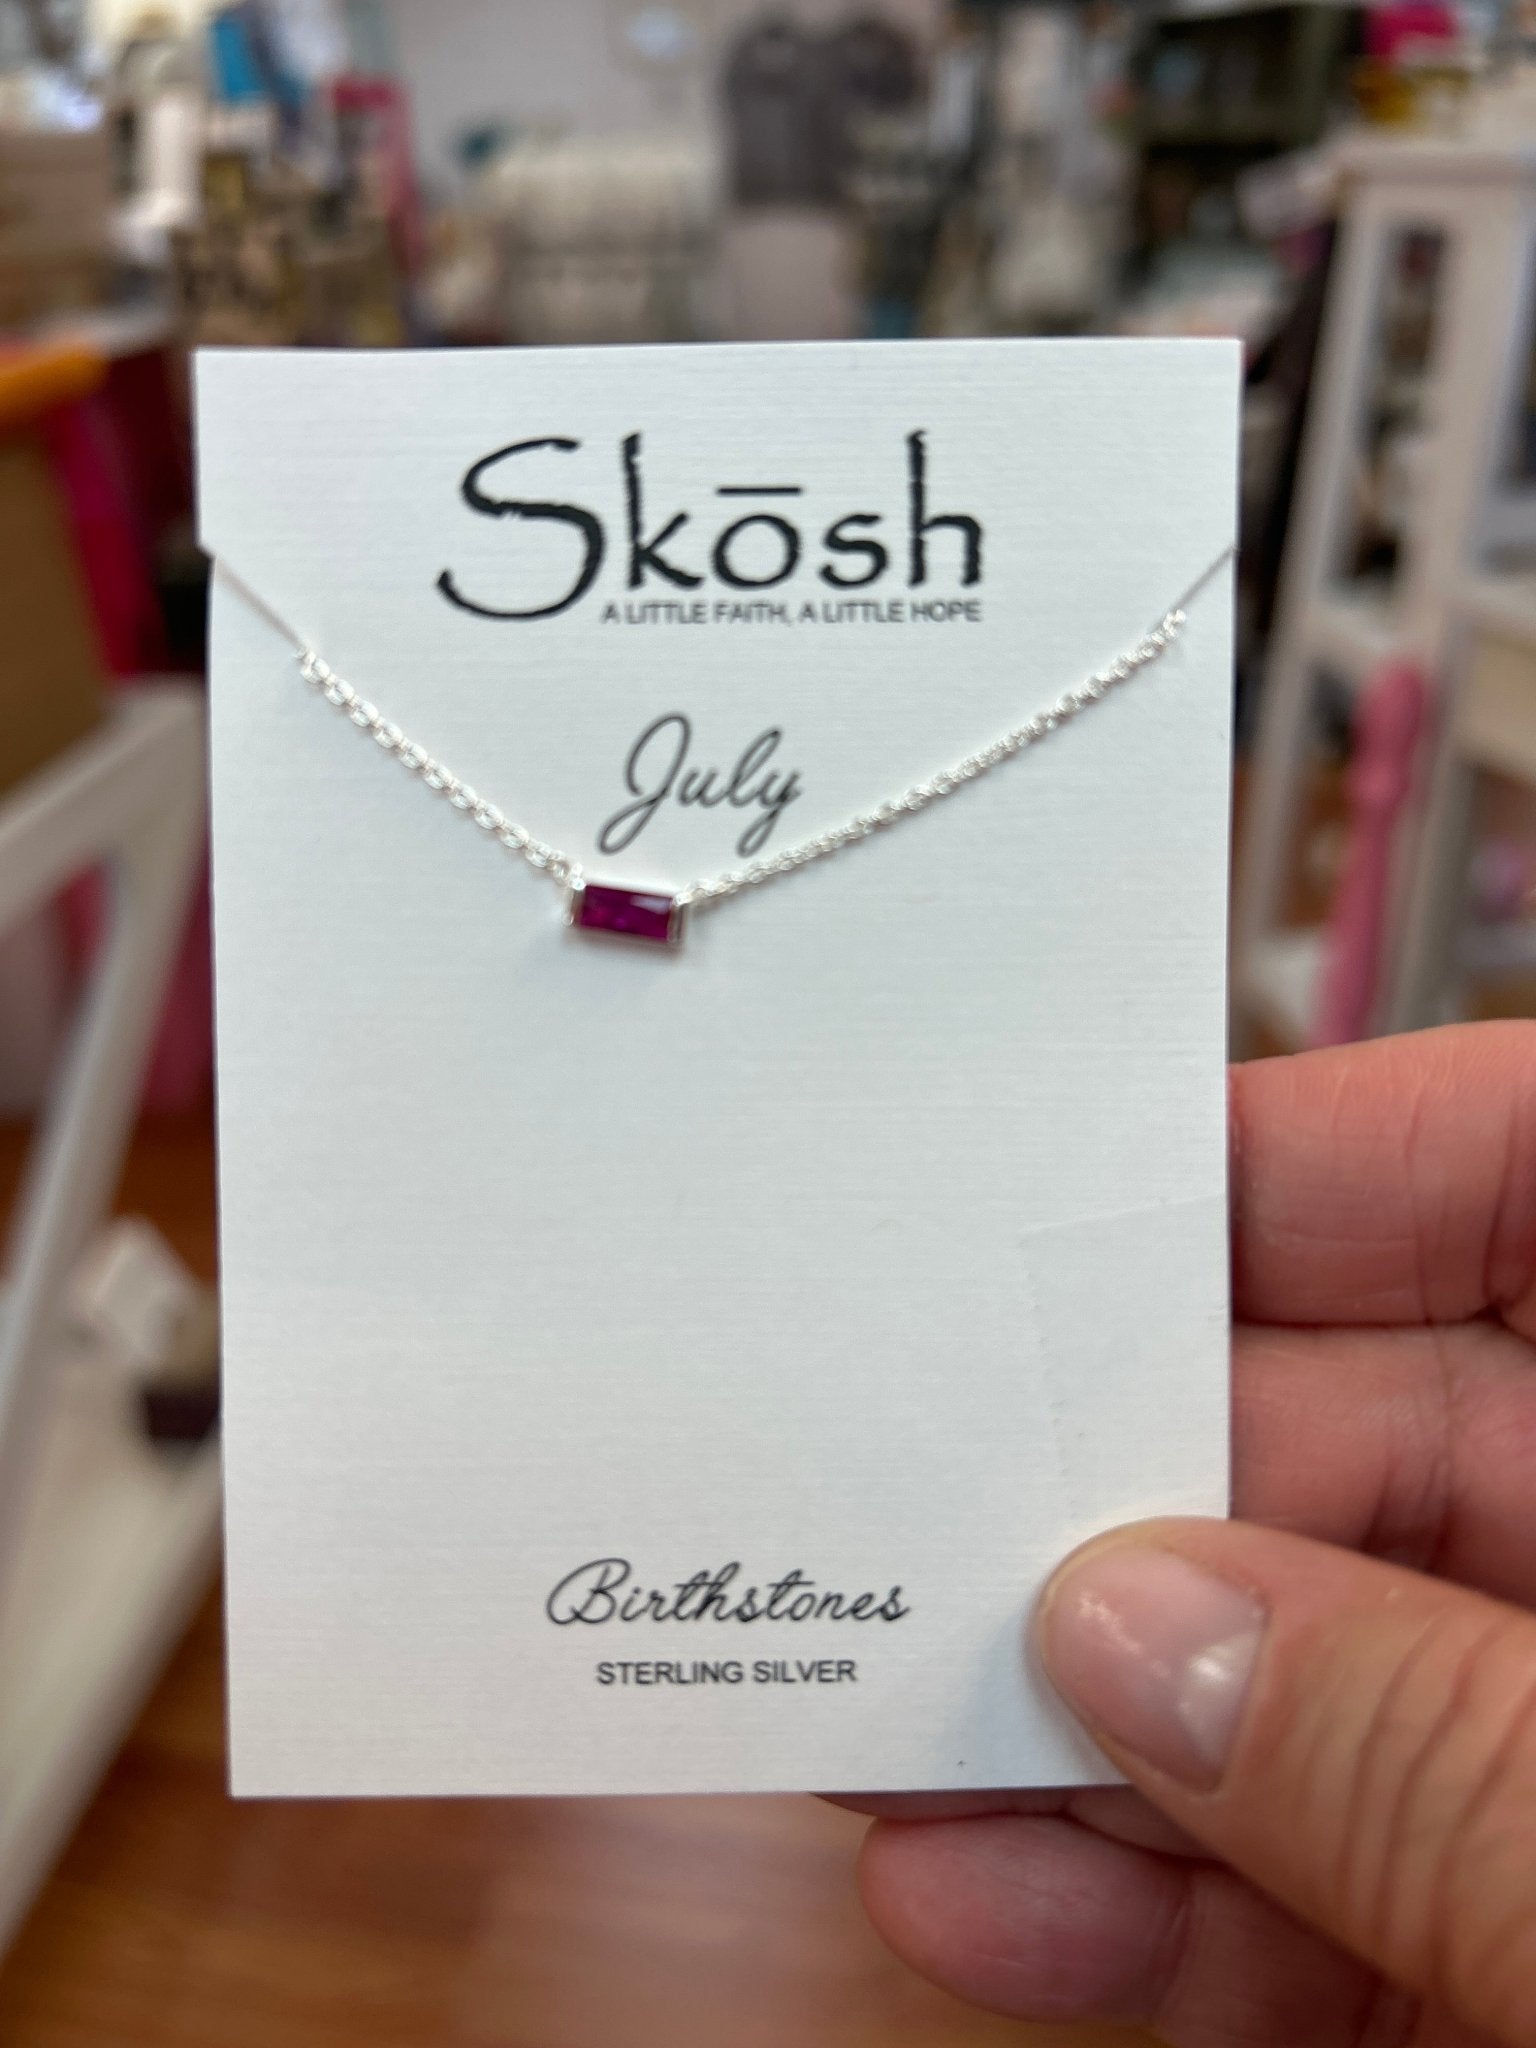 Skōsh
A LITTLE FAITH, A LITTLE HOPE
July
Birthstones
STERLING SILVER